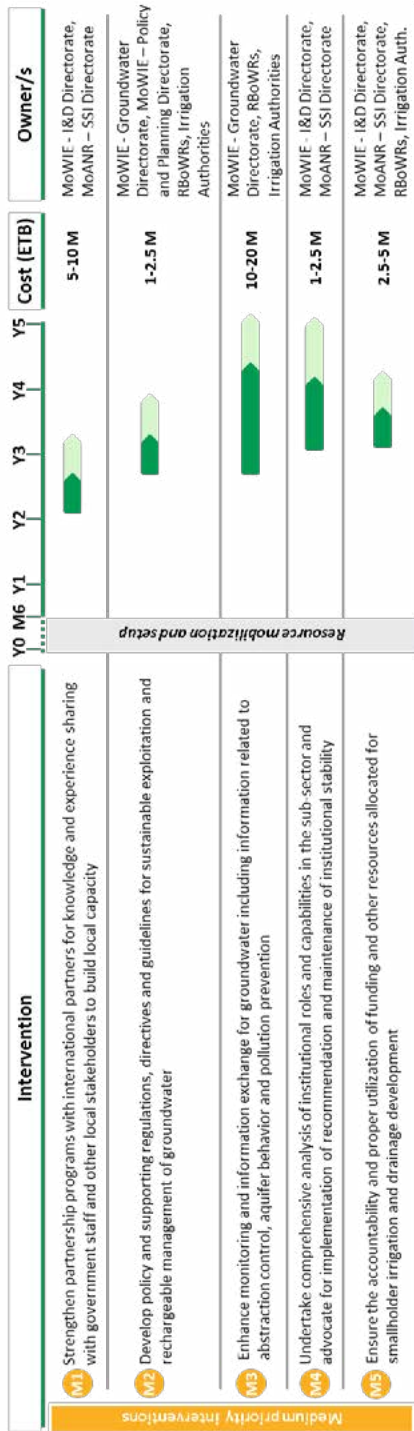 Intervention
Y0 M6 Y1 Y2 Y3 Y4 Y5
Cost (ETB)
Owner/s
Medium priority interventions
Resource mobilization and setup
M1
Strengthen partnership programs with international partners for knowledge and experience sharing
with government staff and other local stakeholders to build local capacity
5-10 M
MoWIE - I&D Directorate,
MoANR – SSI Directorate
M2
Develop policy and supporting regulations, directives and guidelines for sustainable exploitation and
rechargeable management of groundwater
1-2.5 M
MoWIE - Groundwater
Directorate, MoWIE – Policy
and Planning Directorate,
RBoWRs, Irrigation
Authorities
M3
Enhance monitoring and information exchange for groundwater including information related to
abstraction control, aquifer behavior and pollution prevention
10-20 M
MoWIE - Groundwater
Directorate, RBoWRs,
Irrigation Authorities
M4
Undertake comprehensive analysis of institutional roles and capabilities in the sub-sector and
advocate for implementation of recommendation and maintenance of institutional stability
1-2.5 M
MoWIE - I&D Directorate,
MoANR – SSI Directorate
M5
Ensure the accountability and proper utilization of funding and other resources allocated for
smallholder irrigation and drainage development
2.5-5 M
MoWIE - I&D Directorate,
MoANR – SSI Directorate,
RBoWRs, Irrigation Auth.